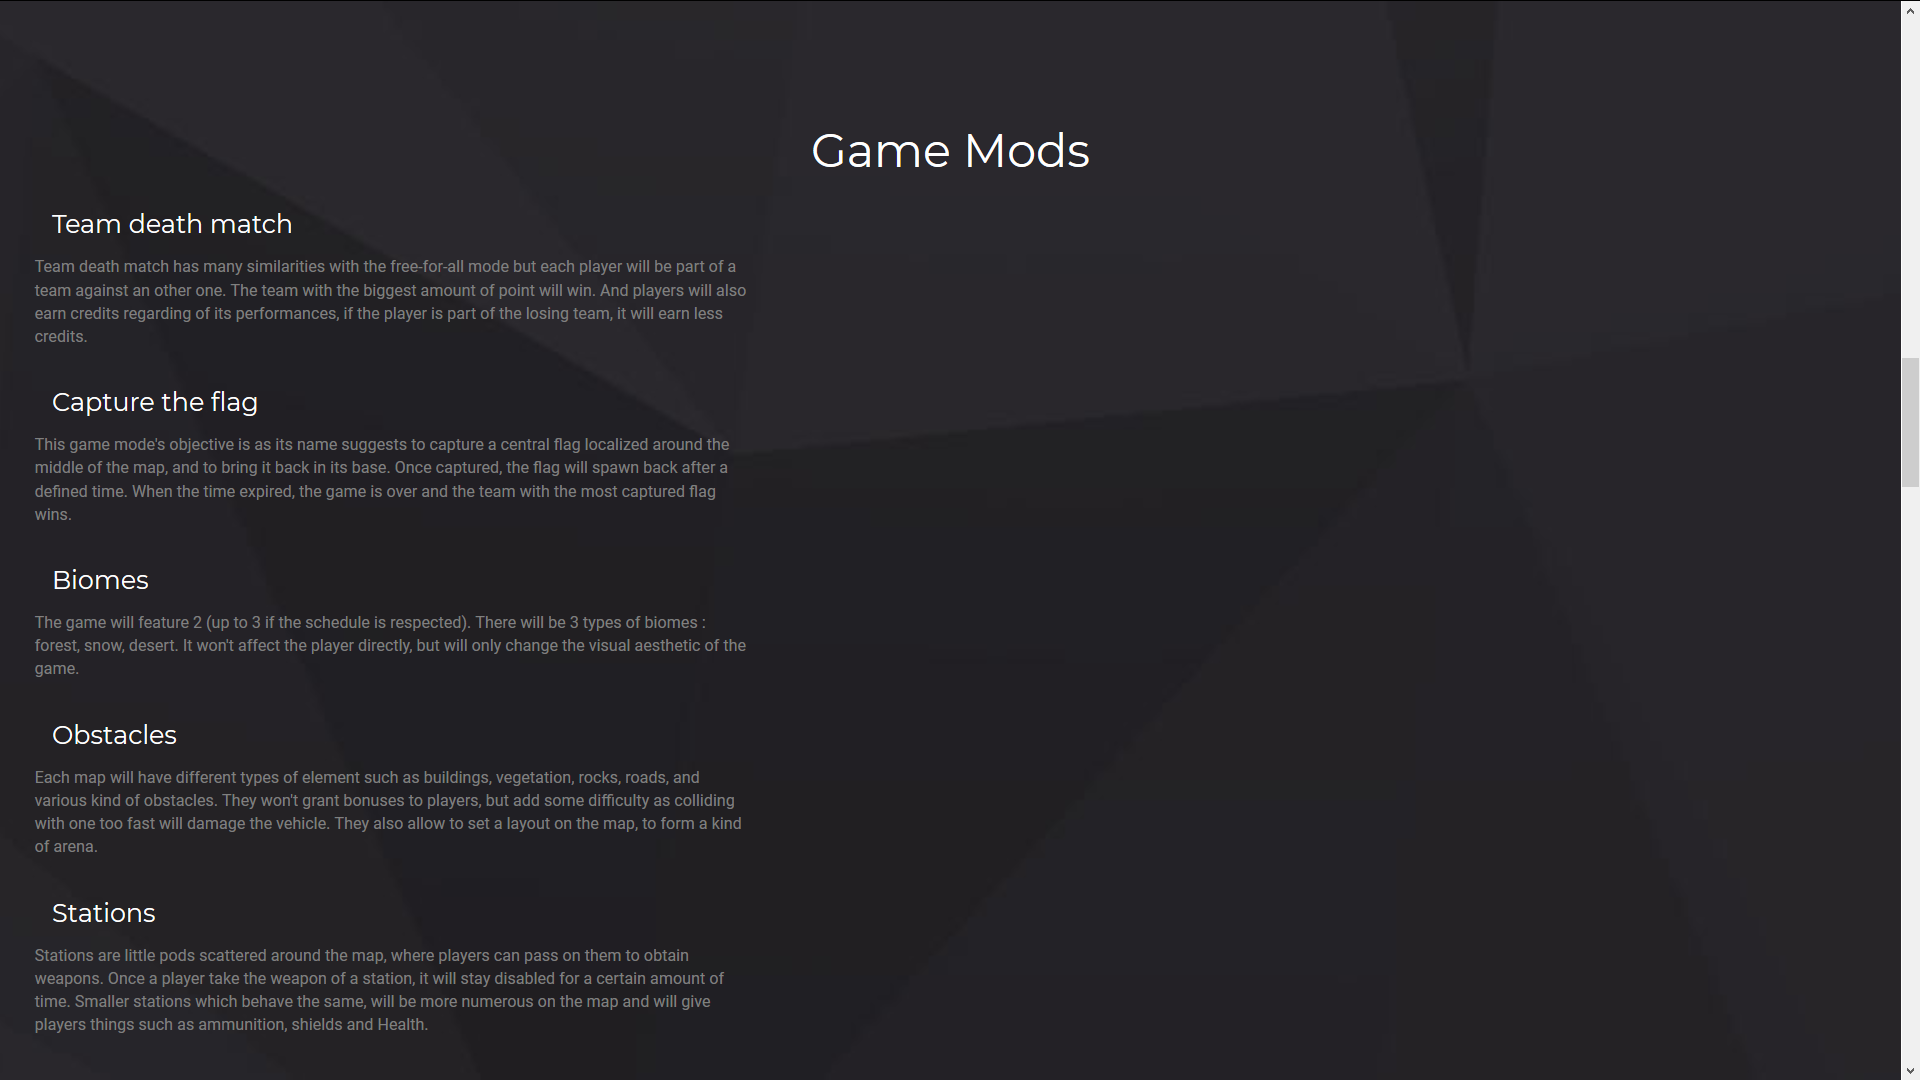 Game Mods
Team death match
Team death match has many similarities with the free-for-all mode but each player will be part of a
team against an other one. The team with the biggest amount of point will win. And players will also
earn credits regarding of its performances, if the player is part of the losing team, it will earn less
credits.
Capture the flag
This game mode's objective is as its name suggests to capture a central flag localized around the
middle of the map, and to bring it back in its base. Once captured, the flag will spawn back after a
defined time. When the time expired, the game is over and the team with the most captured flag
wins.
Biomes
The game will feature 2 (up to 3 if the schedule is respected). There will be 3 types of biomes :
forest, snow, desert. It won't affect the player directly, but will only change the visual aesthetic of the
game.
Obstacles
Each map will have different types of element such as buildings, vegetation, rocks, roads, and
various kind of obstacles. They won't grant bonuses to players, but add some difficulty as colliding
with one too fast will damage the vehicle. They also allow to set a layout on the map, to form a kind
of arena.
Stations
Stations are little pods scattered around the map, where players can pass on them to obtain
weapons. Once a player take the weapon of a station, it will stay disabled for a certain amount of
time. Smaller stations which behave the same, will be more numerous on the map and will give
players things such as ammunition, shields and Health.